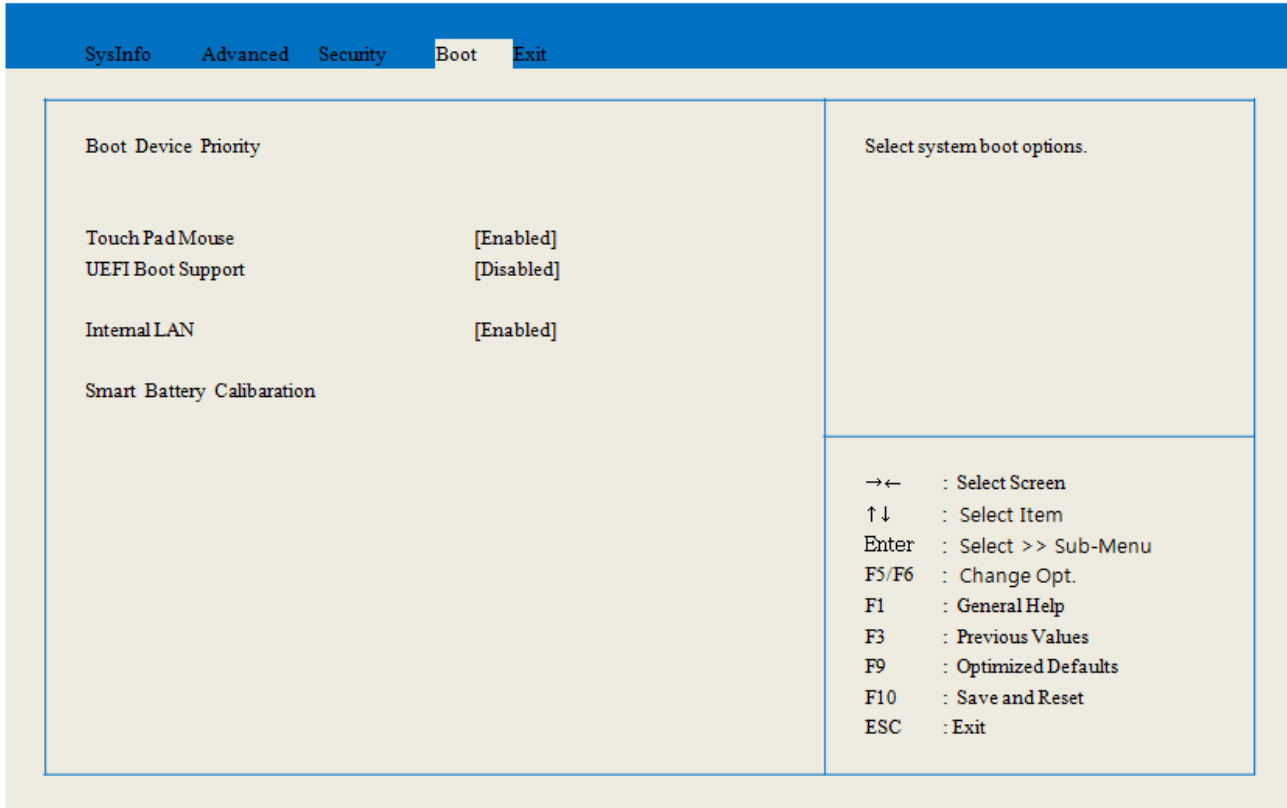 SysInfo Advanced Security Boot Exit
Boot Device Priority
Touch Pad Mouse [Enabled]
UEFI Boot Support [Disabled]
Internal LAN [Enabled]
Smart Battery Calibaration
Select system boot options.
→← : Select Screen
↑↓ : Select Item
Enter : Select >> Sub-Menu
F5/F6 : Change Opt.
F1 : General Help
F3 : Previous Values
F9 : Optimized Defaults
F10 : Save and Reset
ESC : Exit